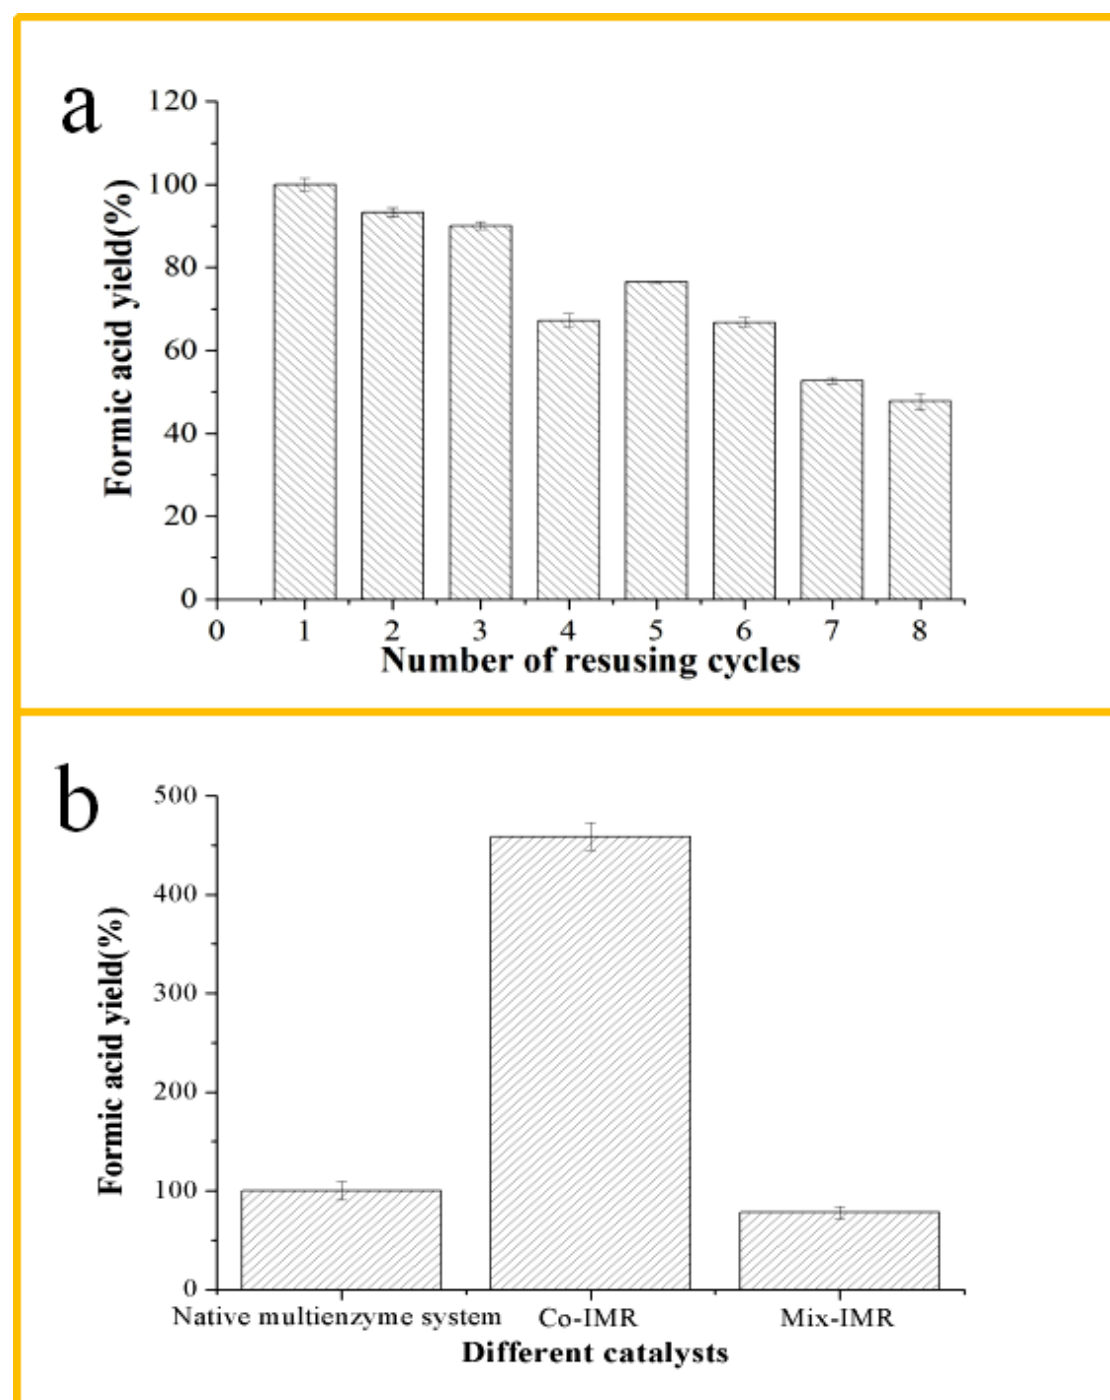 a
Formic acid yield(%)
120
100
80
60
40
20
0
0 1 2 3 4 5 6 7 8
Number of resusing cycles
b
Formic acid yield(%)
500
400
300
200
100
0
Native multienzyme system Co-IMR Mix-IMR
Different catalysts